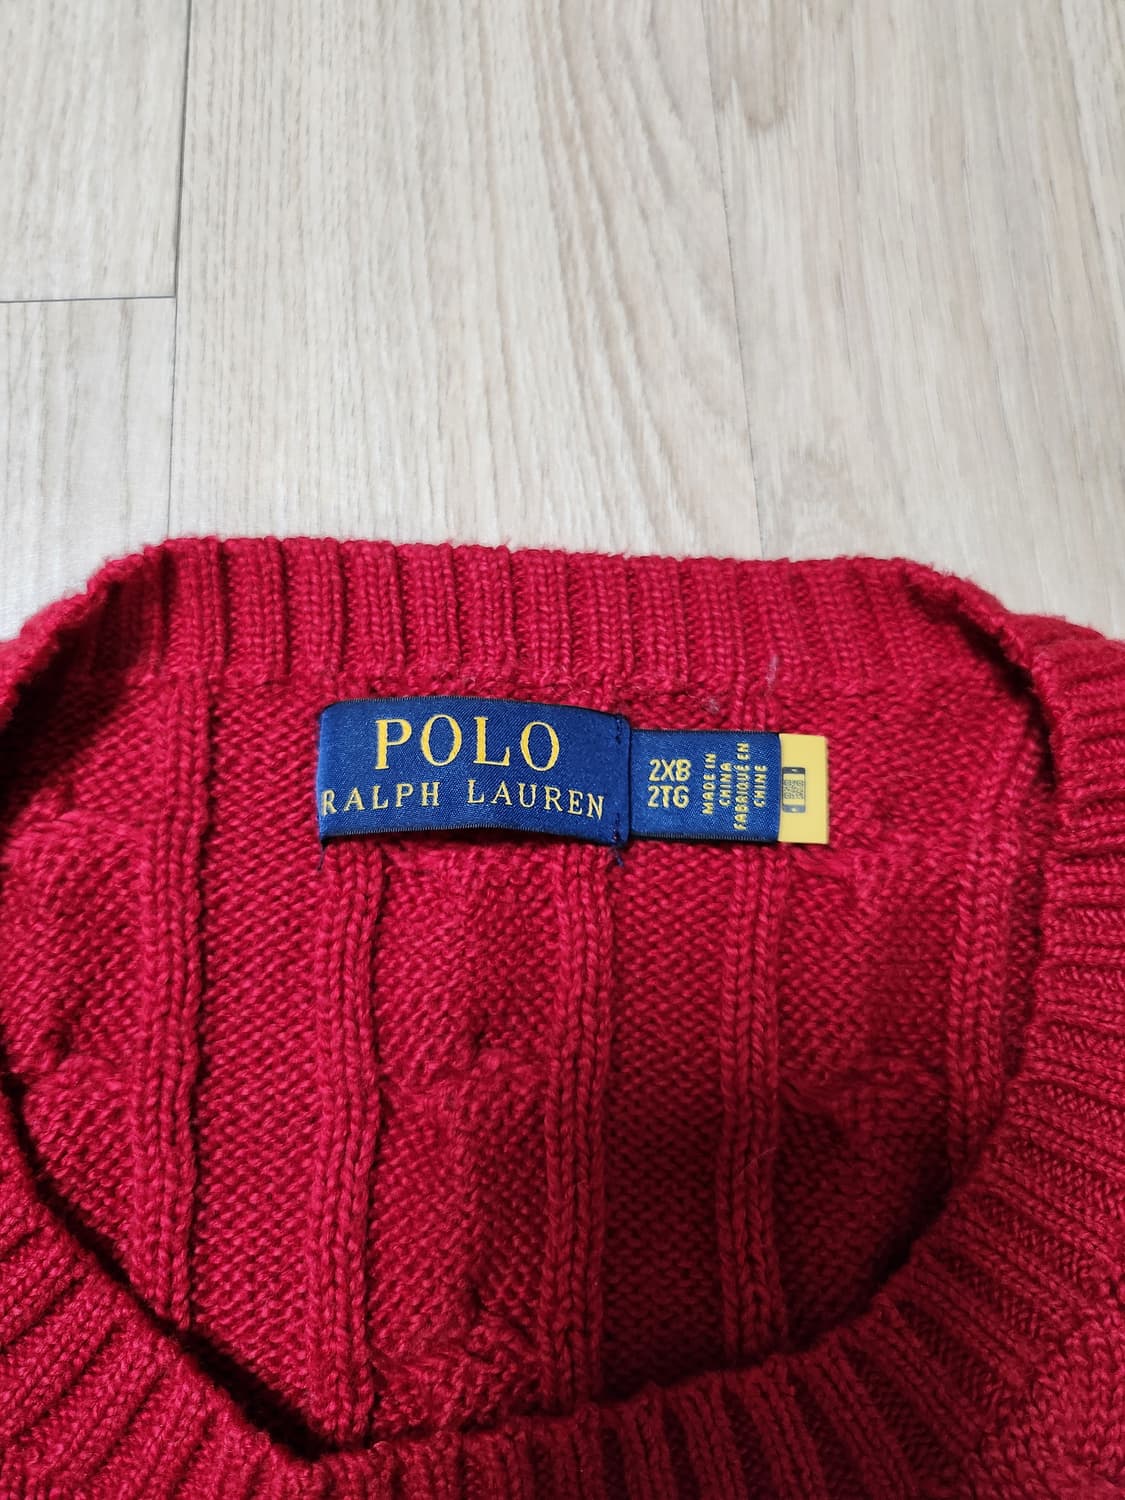 POLO
RALPH LAUREN
2XB
2TG
MADE IN
CHINA
FABRIQUÉ EN
CHINE